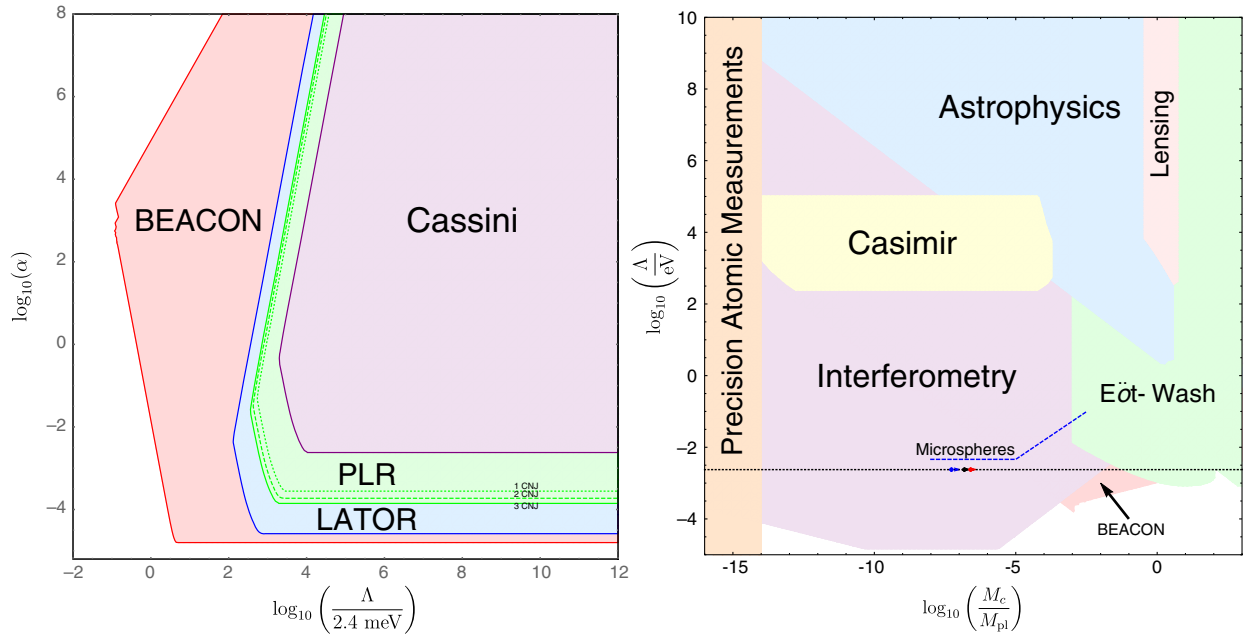 8
6
4
2
0
−2
−4
−2
0
2
4
6
8
10
12
log10(α)
log10(Λ/2.4 meV)
BEACON
Cassini
PLR
LATOR
1 CNJ
2 CNJ
3 CNJ
10
8
6
4
2
0
-2
-4
-15
-10
-5
0
log10(Λ/eV)
log10(Mc/Mpl)
Precision Atomic Measurements
Astrophysics
Lensing
Casimir
Interferometry
Eöt- Wash
Microspheres
BEACON